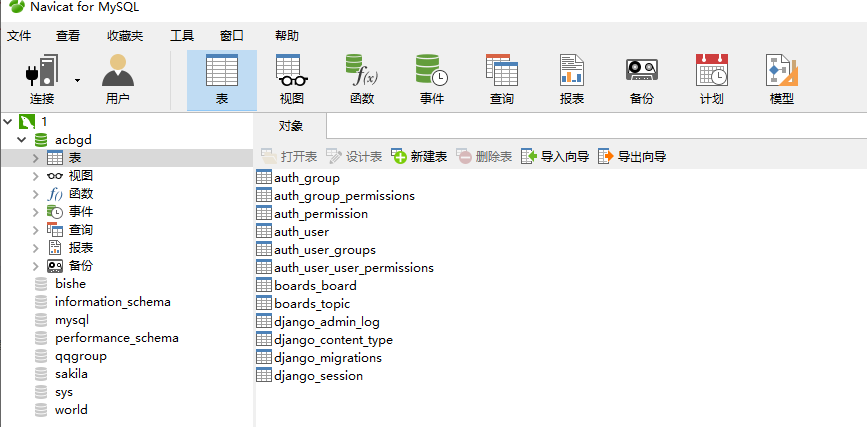 Navicat for MySQL
文件 查看 收藏夹 工具 窗口 帮助
连接 用户 表 视图 函数 事件 查询 报表 备份 计划 模型
1
acbgd
表
视图
函数
事件
查询
报表
备份
bishe
information_schema
mysql
performance_schema
qqgroup
sakila
sys
world
对象
打开表 设计表 新建表 删除表 导入向导 导出向导
auth_group
auth_group_permissions
auth_permission
auth_user
auth_user_groups
auth_user_user_permissions
boards_board
boards_topic
django_admin_log
django_content_type
django_migrations
django_session